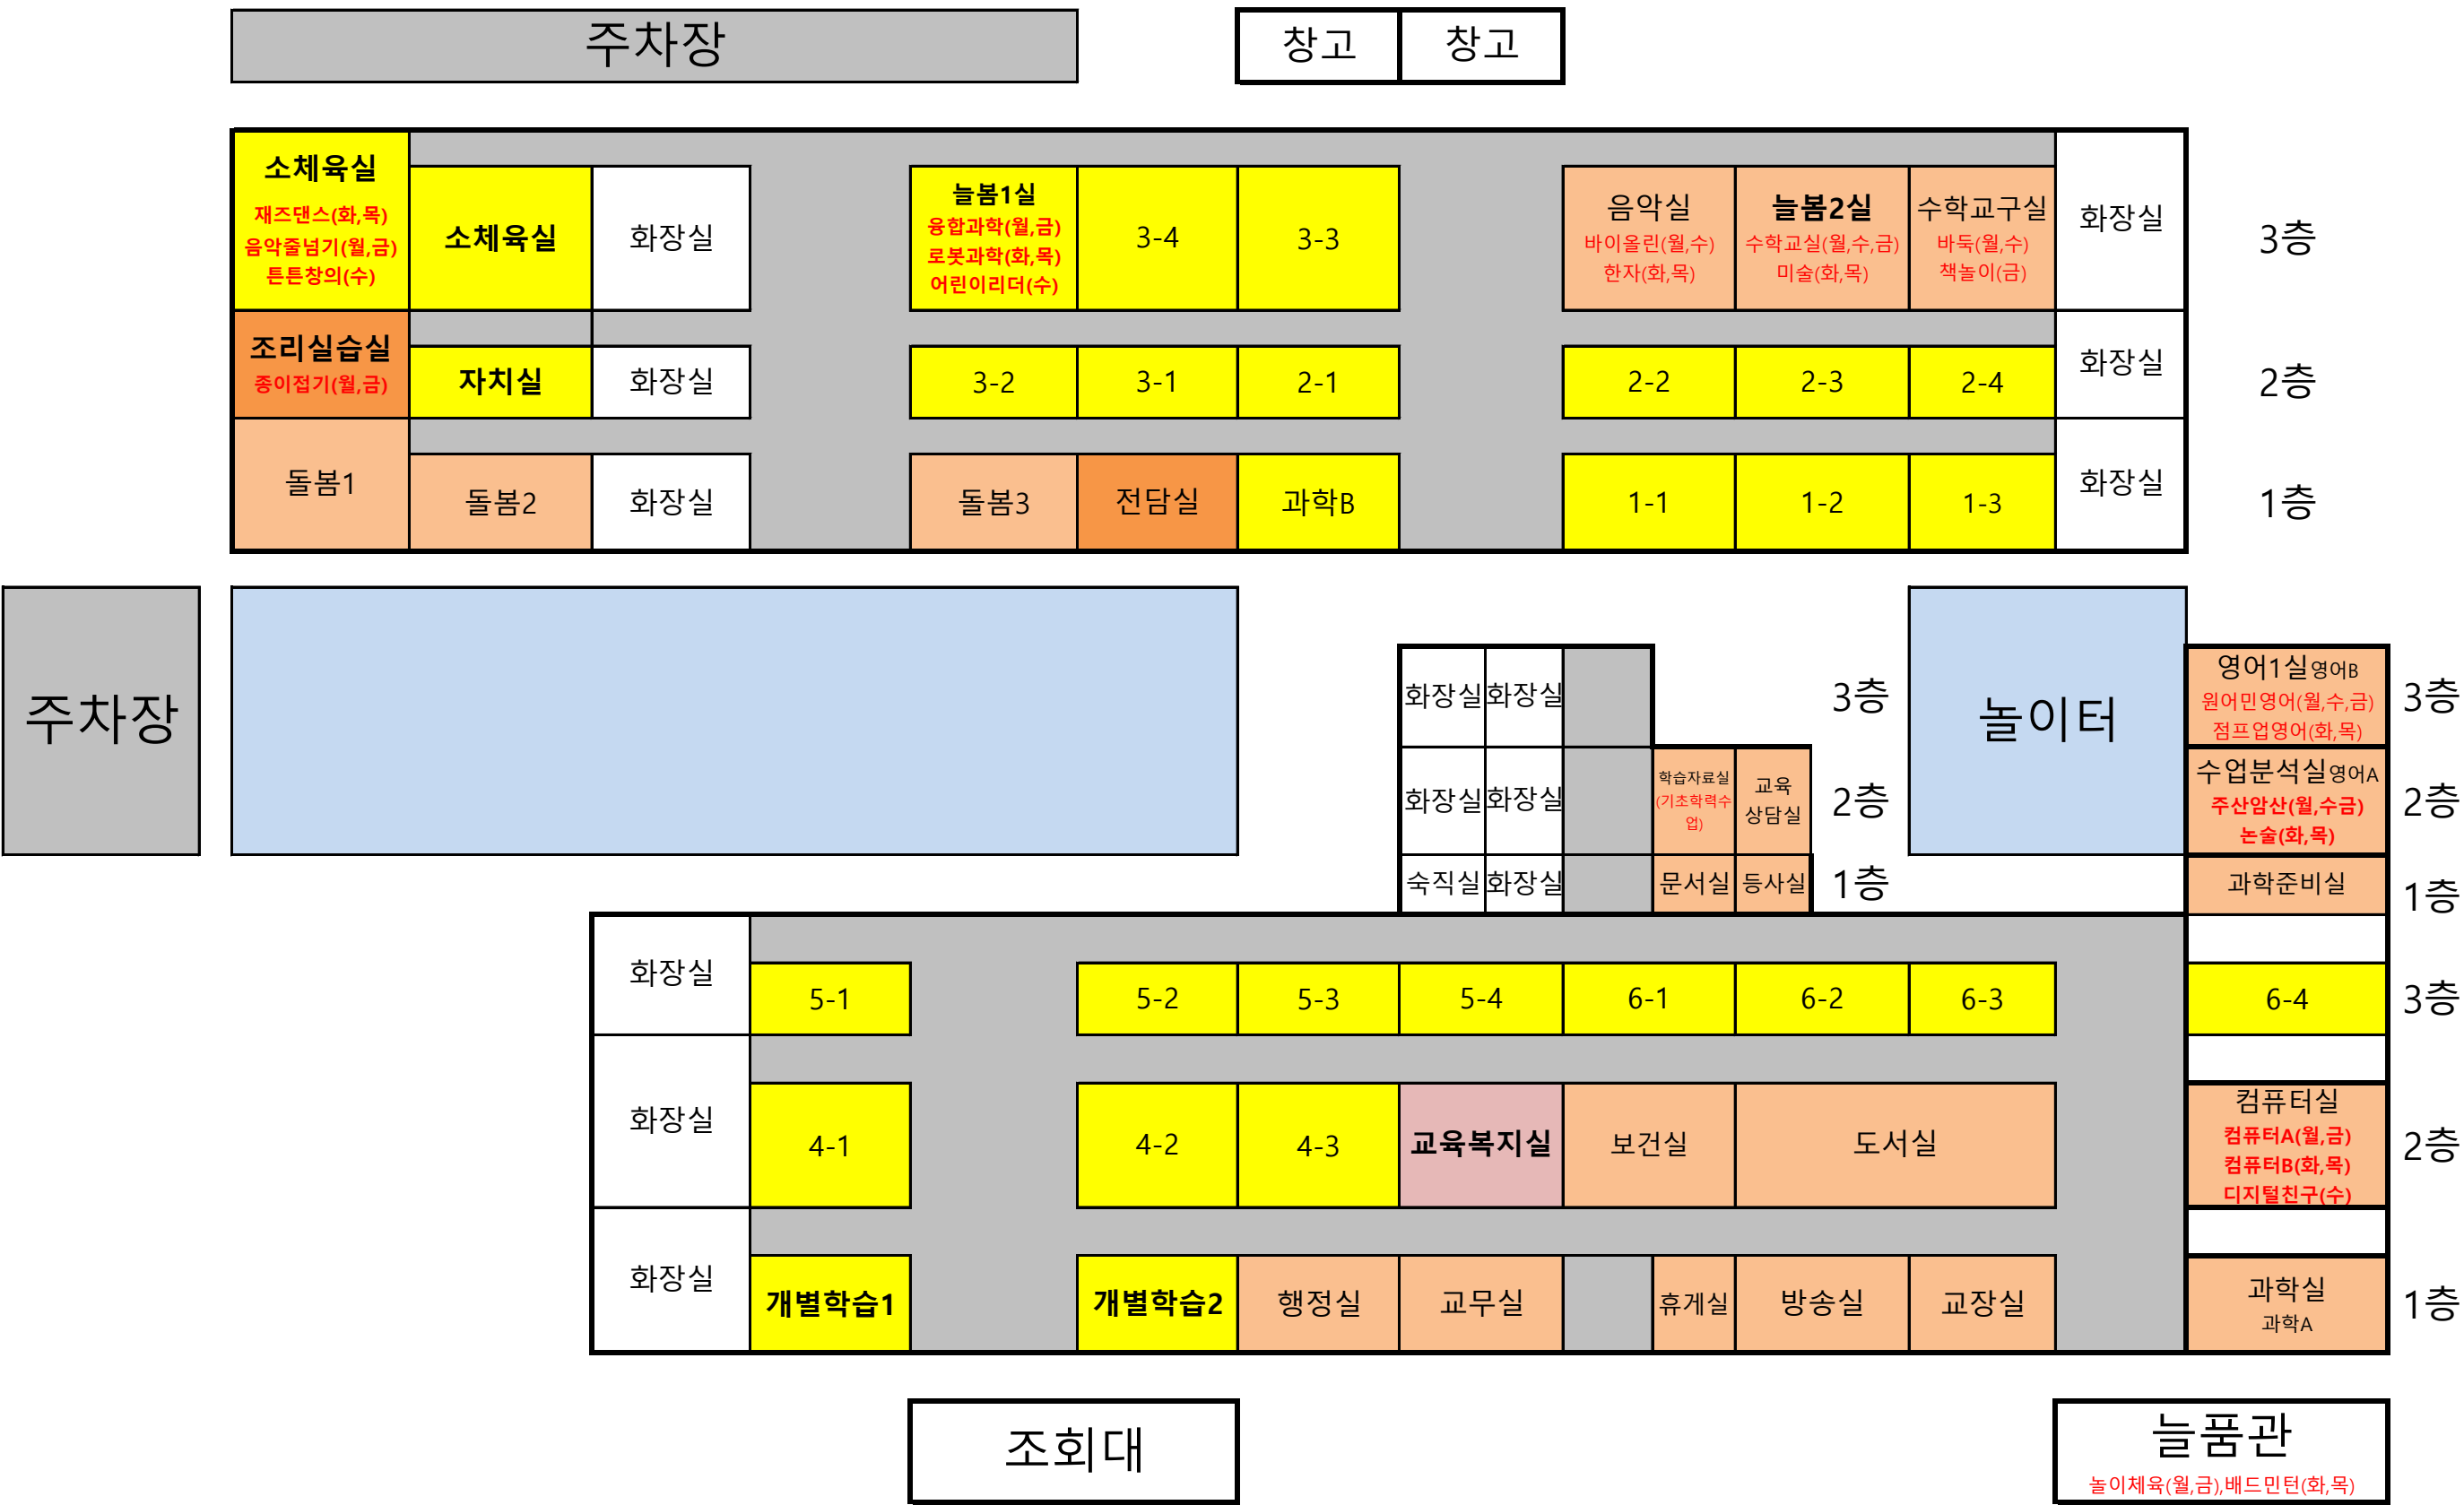 주차장
창고
창고
소체육실
재즈댄스(화,목)
음악줄넘기(월,금)
튼튼창의(수)
소체육실
화장실
늘봄1실
융합과학(월,금)
로봇과학(화,목)
어린이리더(수)
3-4
3-3
음악실
바이올린(월,수)
한자(화,목)
늘봄2실
수학교실(월,수,금)
미술(화,목)
수학교구실
바둑(월,수)
책놀이(금)
화장실
3층
조리실습실
종이접기(월,금)
자치실
화장실
3-2
3-1
2-1
2-2
2-3
2-4
화장실
2층
돌봄1
돌봄2
화장실
돌봄3
전담실
과학B
1-1
1-2
1-3
화장실
1층
주차장
놀이터
화장실
화장실
3층
영어1실영어B
원어민영어(월,수,금)
점프업영어(화,목)
3층
화장실
화장실
학습자료실
(기초학력수
업)
교육
상담실
2층
수업분석실영어A
주산암산(월,수금)
논술(화,목)
2층
숙직실
화장실
문서실
등사실
1층
과학준비실
1층
화장실
5-1
5-2
5-3
5-4
6-1
6-2
6-3
6-4
3층
화장실
4-1
4-2
4-3
교육복지실
보건실
도서실
컴퓨터실
컴퓨터A(월,금)
컴퓨터B(화,목)
디지털친구(수)
2층
화장실
개별학습1
개별학습2
행정실
교무실
휴게실
방송실
교장실
과학실
과학A
1층
조회대
늘품관
놀이체육(월,금),배드민턴(화,목)